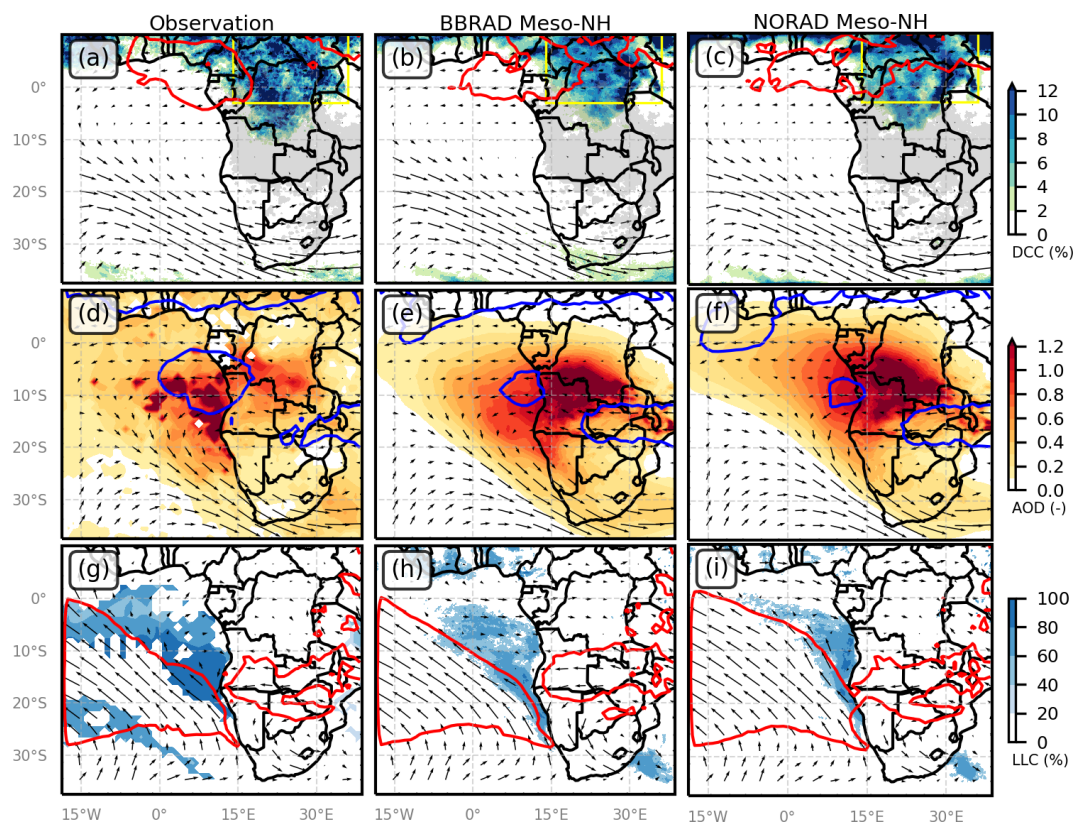 Observation BBRAD Meso-NH NORAD Meso-NH
(a) (b) (c)
0°
10°S
20°S
30°S
12
10
8
6
4
2
0
DCC (%)
(d) (e) (f)
0°
10°S
20°S
30°S
1.2
1.0
0.8
0.6
0.4
0.2
0.0
AOD (-)
(g) (h) (i)
0°
10°S
20°S
30°S
100
80
60
40
20
0
LLC (%)
15°W 0° 15°E 30°E 15°W 0° 15°E 30°E 15°W 0° 15°E 30°E